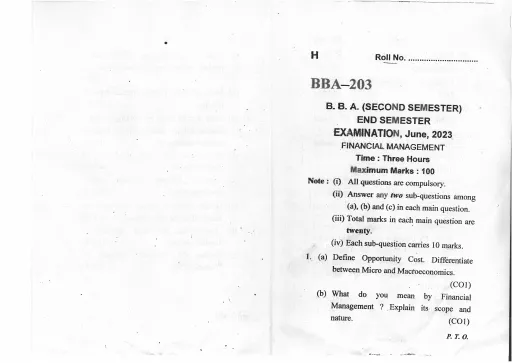 H Roll No. ..............................
BBA–203
B. B. A. (SECOND SEMESTER)
END SEMESTER
EXAMINATION, June, 2023
FINANCIAL MANAGEMENT
Time : Three Hours
Maximum Marks : 100
Note : (i) All questions are compulsory.
(ii) Answer any two sub-questions among
(a), (b) and (c) in each main question.
(iii) Total marks in each main question are
twenty.
(iv) Each sub-question carries 10 marks.
1. (a) Define Opportunity Cost. Differentiate
between Micro and Macroeconomics.
(CO1)
(b) What do you mean by Financial
Management ? Explain its scope and
nature. (CO1)
P. T. O.